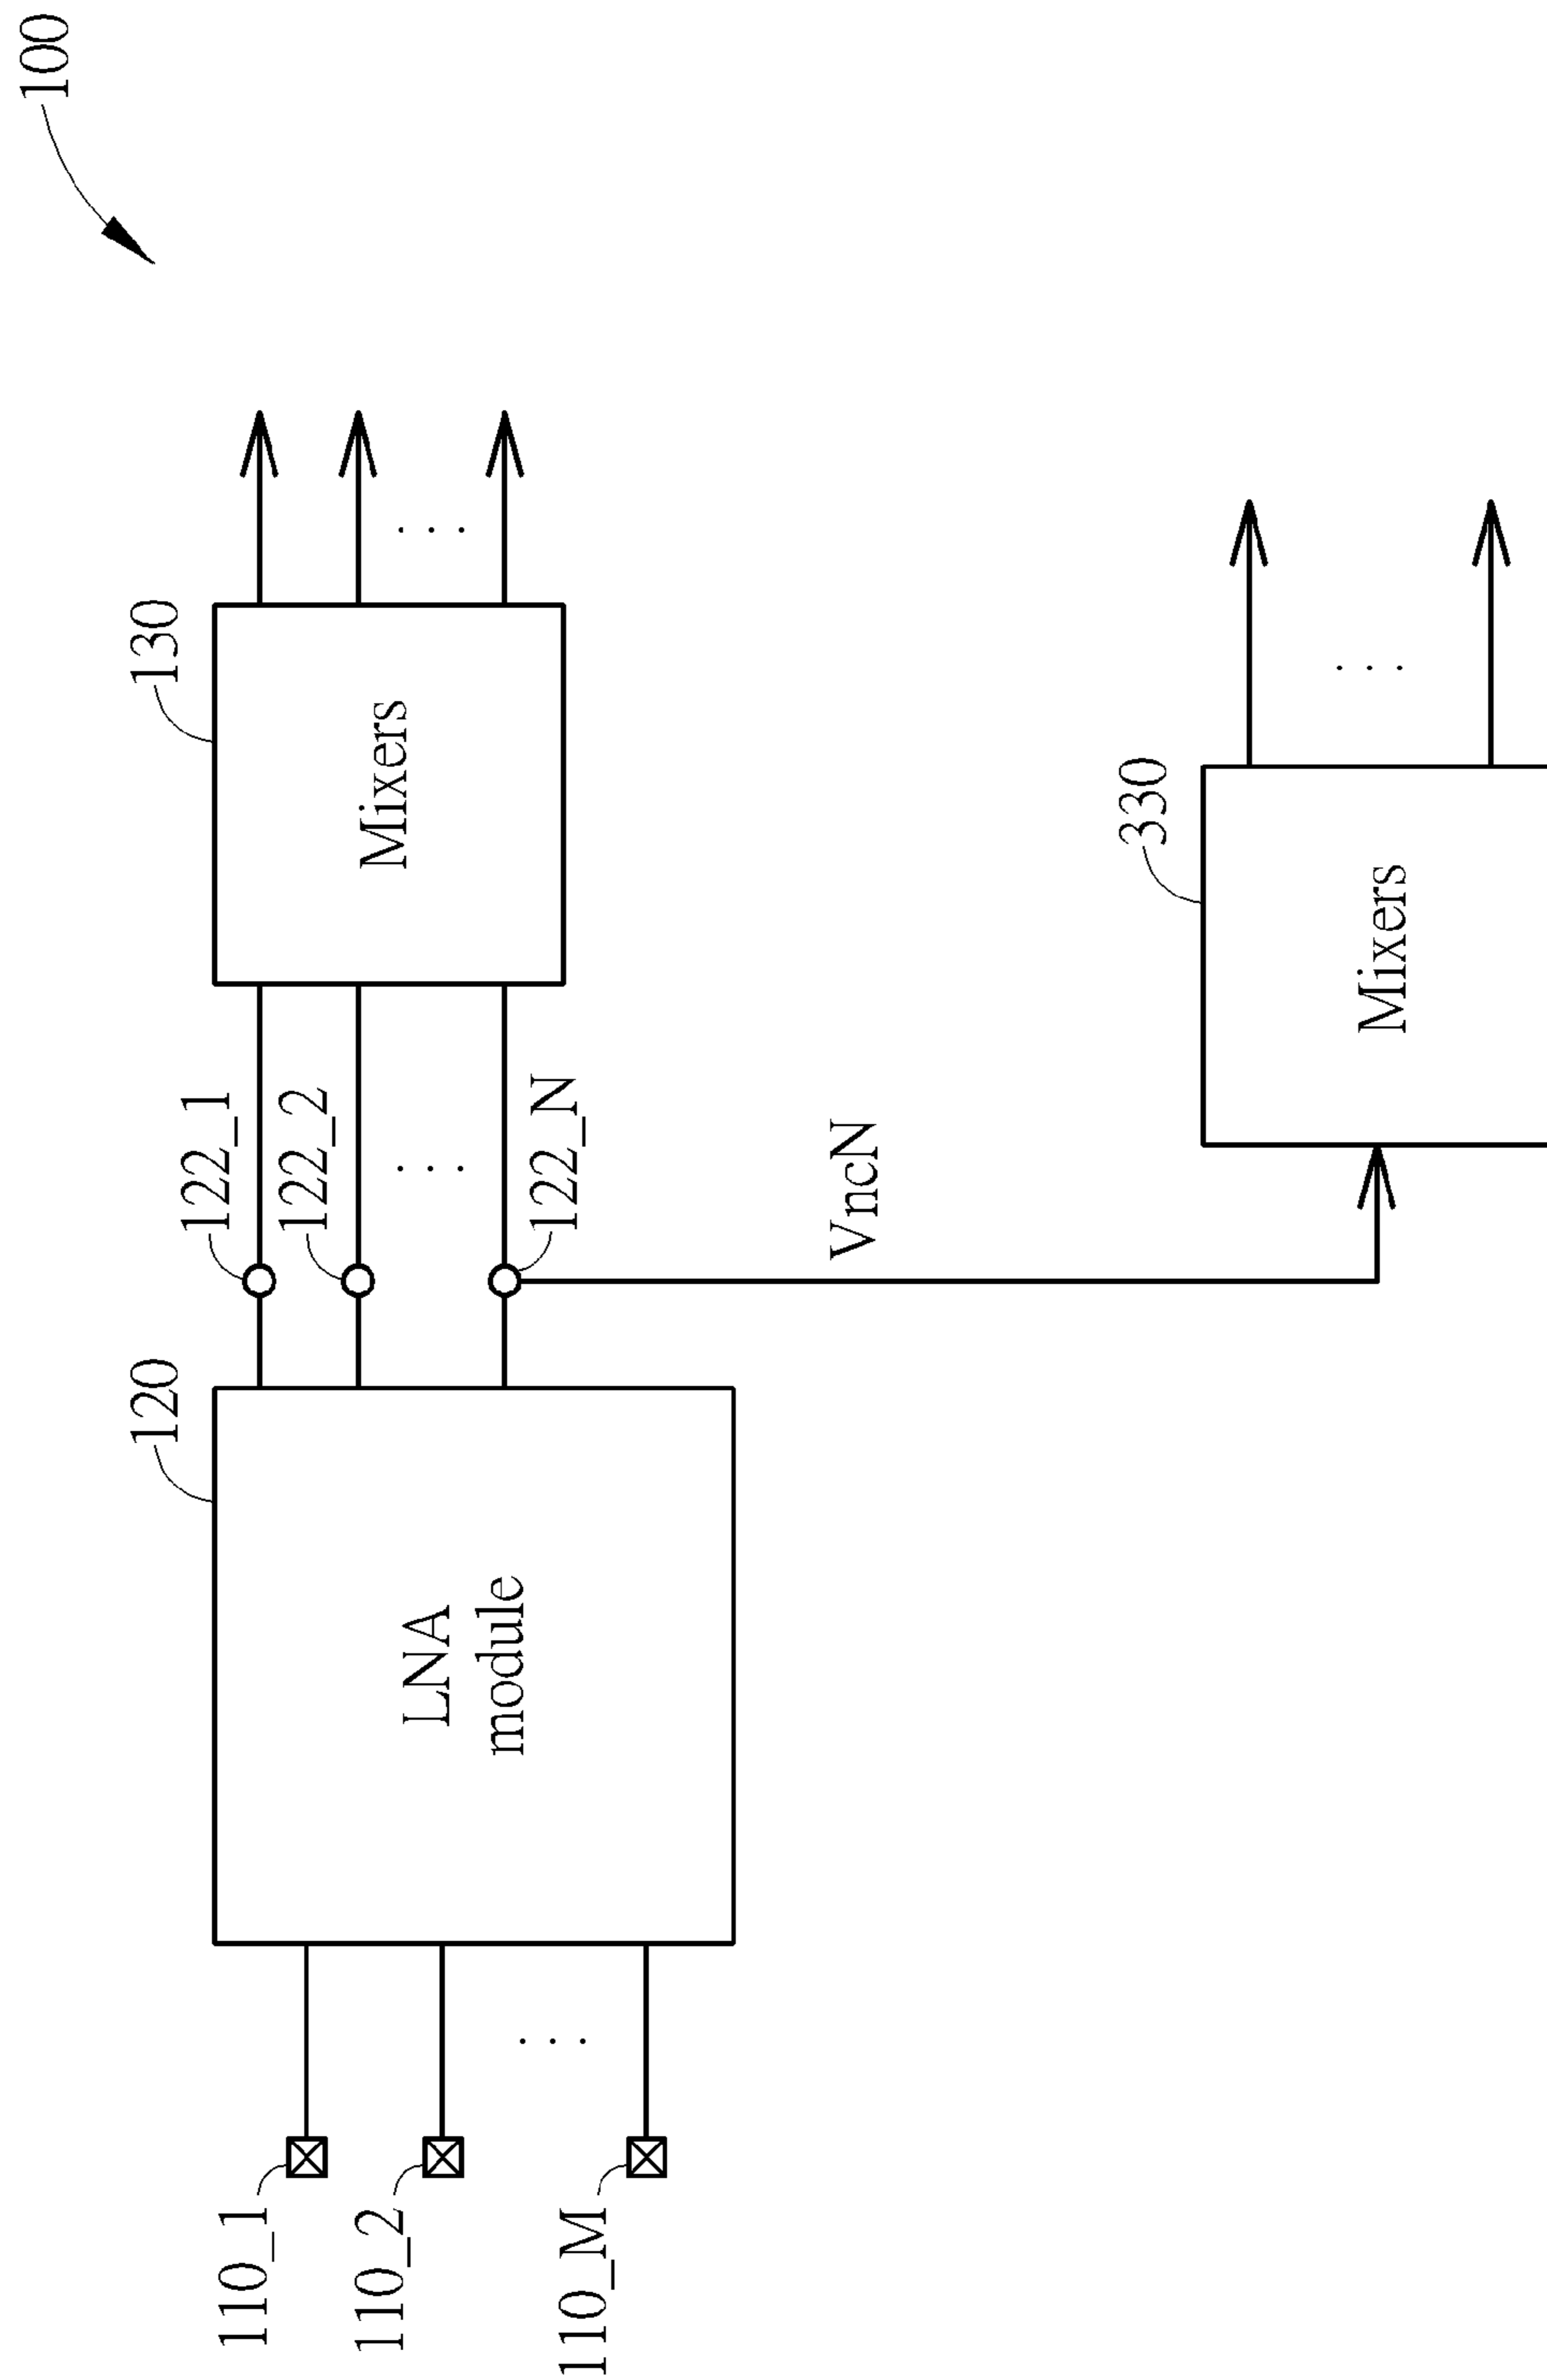 100
110_1
110_2
. . .
110_M
120
LNA
module
122_1
122_2
. . .
122_N
130
Mixers
. . .
VncN
330
Mixers
. . .